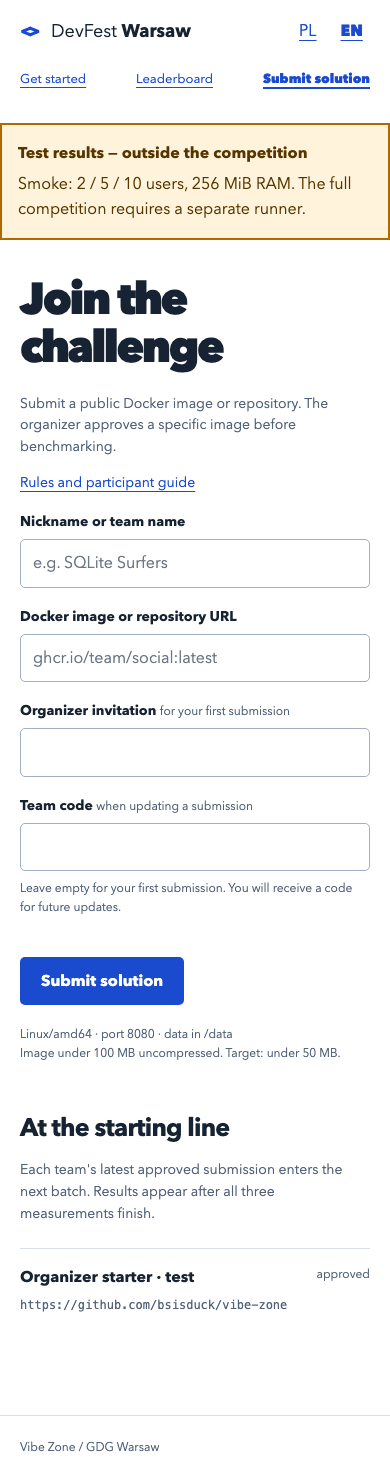 DevFest Warsaw
PL
EN
Get started
Leaderboard
Submit solution
Test results — outside the competition
Smoke: 2 / 5 / 10 users, 256 MiB RAM. The full
competition requires a separate runner.
Join the
challenge
Submit a public Docker image or repository. The
organizer approves a specific image before
benchmarking.
Rules and participant guide
Nickname or team name
e.g. SQLite Surfers
Docker image or repository URL
ghcr.io/team/social:latest
Organizer invitation for your first submission
Team code when updating a submission
Leave empty for your first submission. You will receive a code
for future updates.
Submit solution
Linux/amd64 · port 8080 · data in /data
Image under 100 MB uncompressed. Target: under 50 MB.
At the starting line
Each team's latest approved submission enters the
next batch. Results appear after all three
measurements finish.
Organizer starter · test
approved
https://github.com/bsisduck/vibe-zone
Vibe Zone / GDG Warsaw